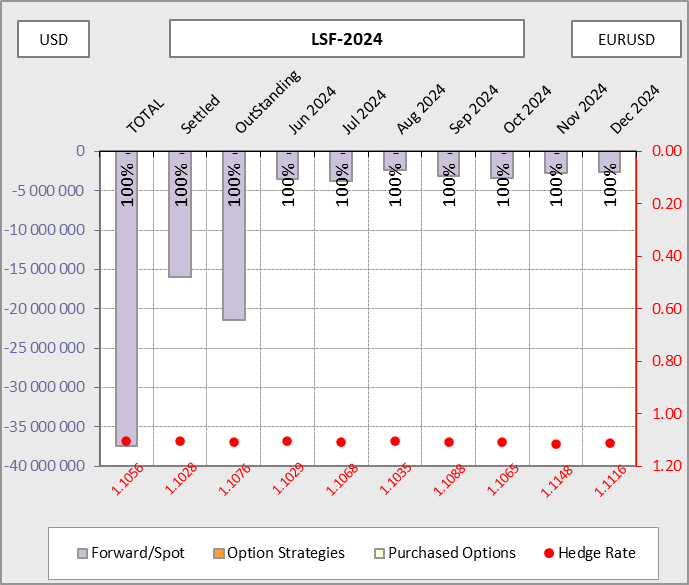 USD
LSF-2024
EURUSD
TOTAL
Settled
OutStanding
Jun 2024
Jul 2024
Aug 2024
Sep 2024
Oct 2024
Nov 2024
Dec 2024
0
-5 000 000
-10 000 000
-15 000 000
-20 000 000
-25 000 000
-30 000 000
-35 000 000
-40 000 000
100% -
100% -
100% -
100% -
100% -
100% -
100% -
100% -
100% -
100% -
0.00
0.20
0.40
0.60
0.80
1.00
1.20
1.1056
1.1028
1.1076
1.1029
1.1068
1.1035
1.1088
1.1065
1.1148
1.1116
Forward/Spot
Option Strategies
Purchased Options
Hedge Rate